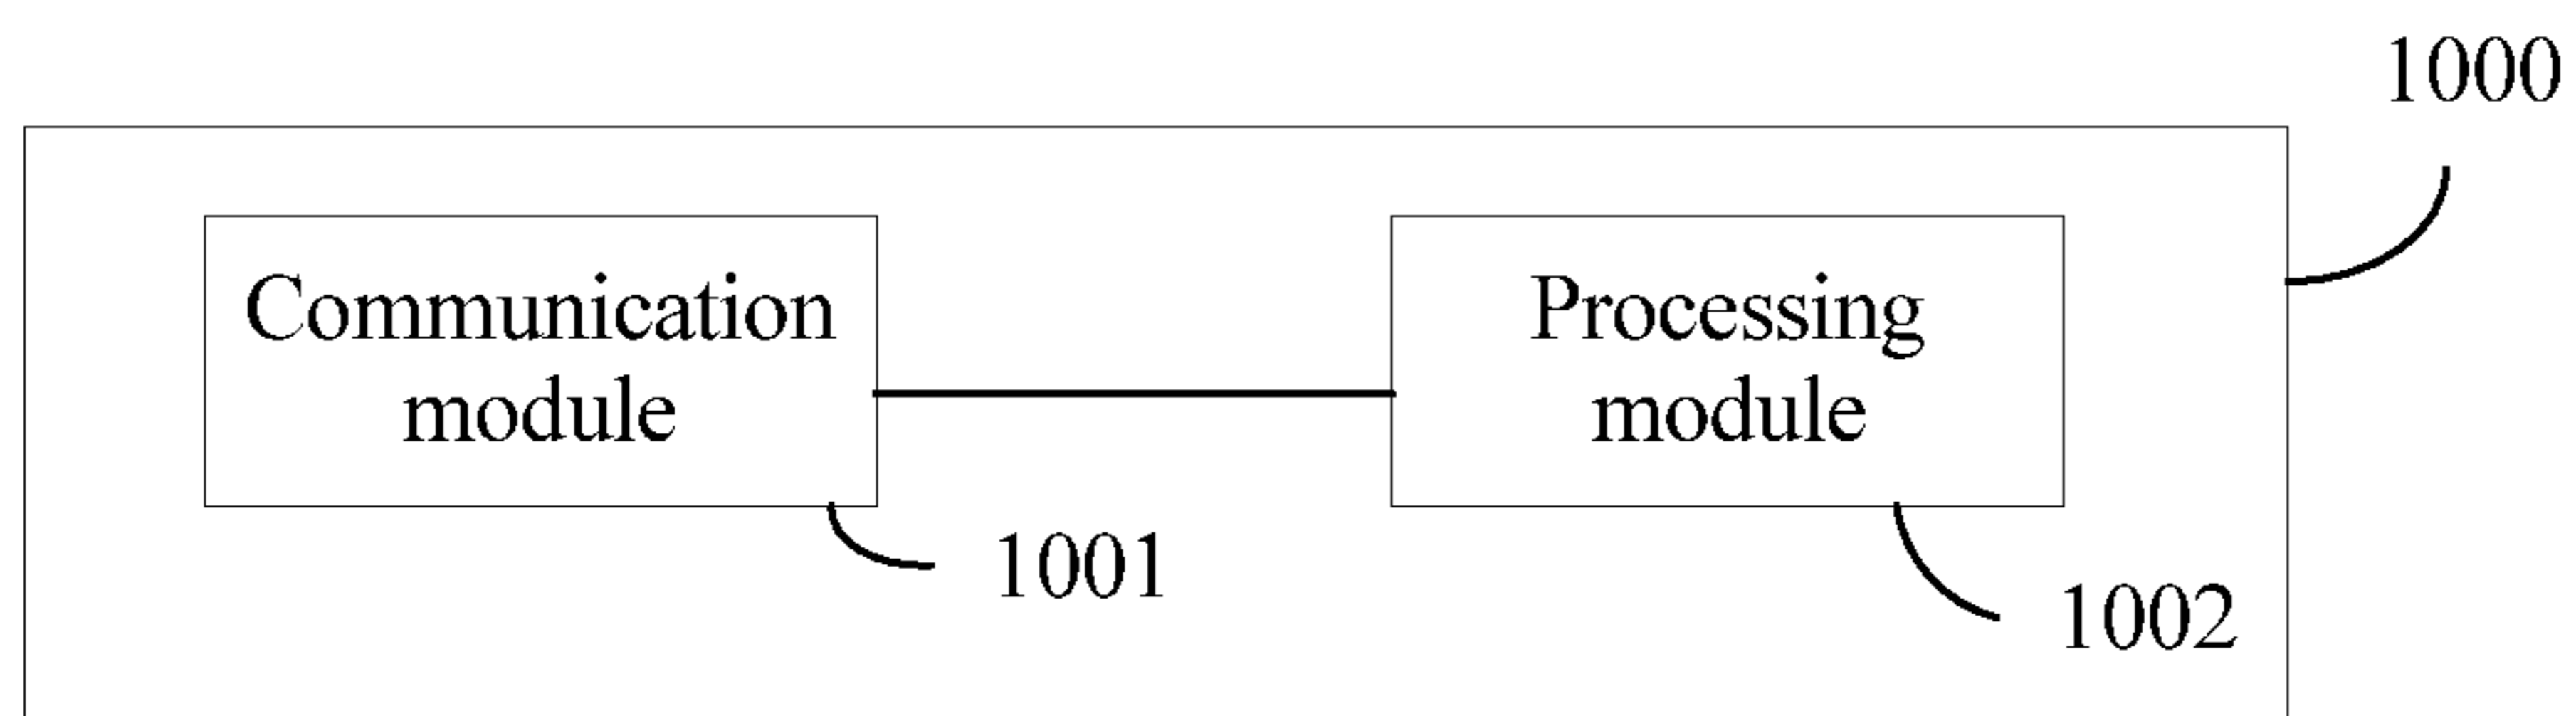 1000
Communication
module
Processing
module
1001
1002